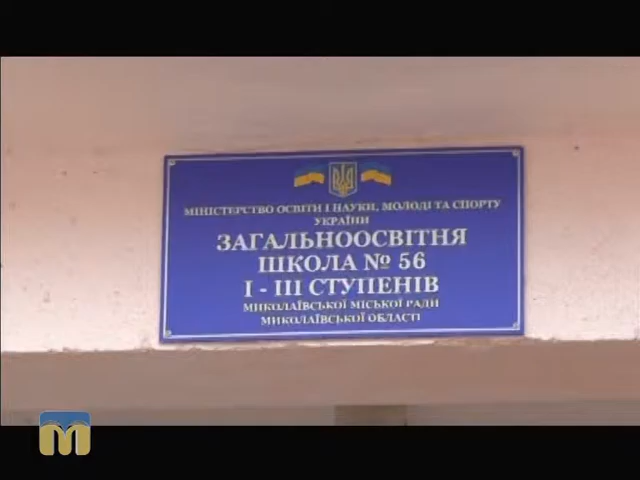 МІНІСТЕРСТВО ОСВІТИ І НАУКИ, МОЛОДІ ТА СПОРТУ
УКРАЇНИ
ЗАГАЛЬНООСВІТНЯ
ШКОЛА № 56
І - ІІІ СТУПЕНІВ
МИКОЛАЇВСЬКОЇ МІСЬКОЇ РАДИ
МИКОЛАЇВСЬКОЇ ОБЛАСТІ
М